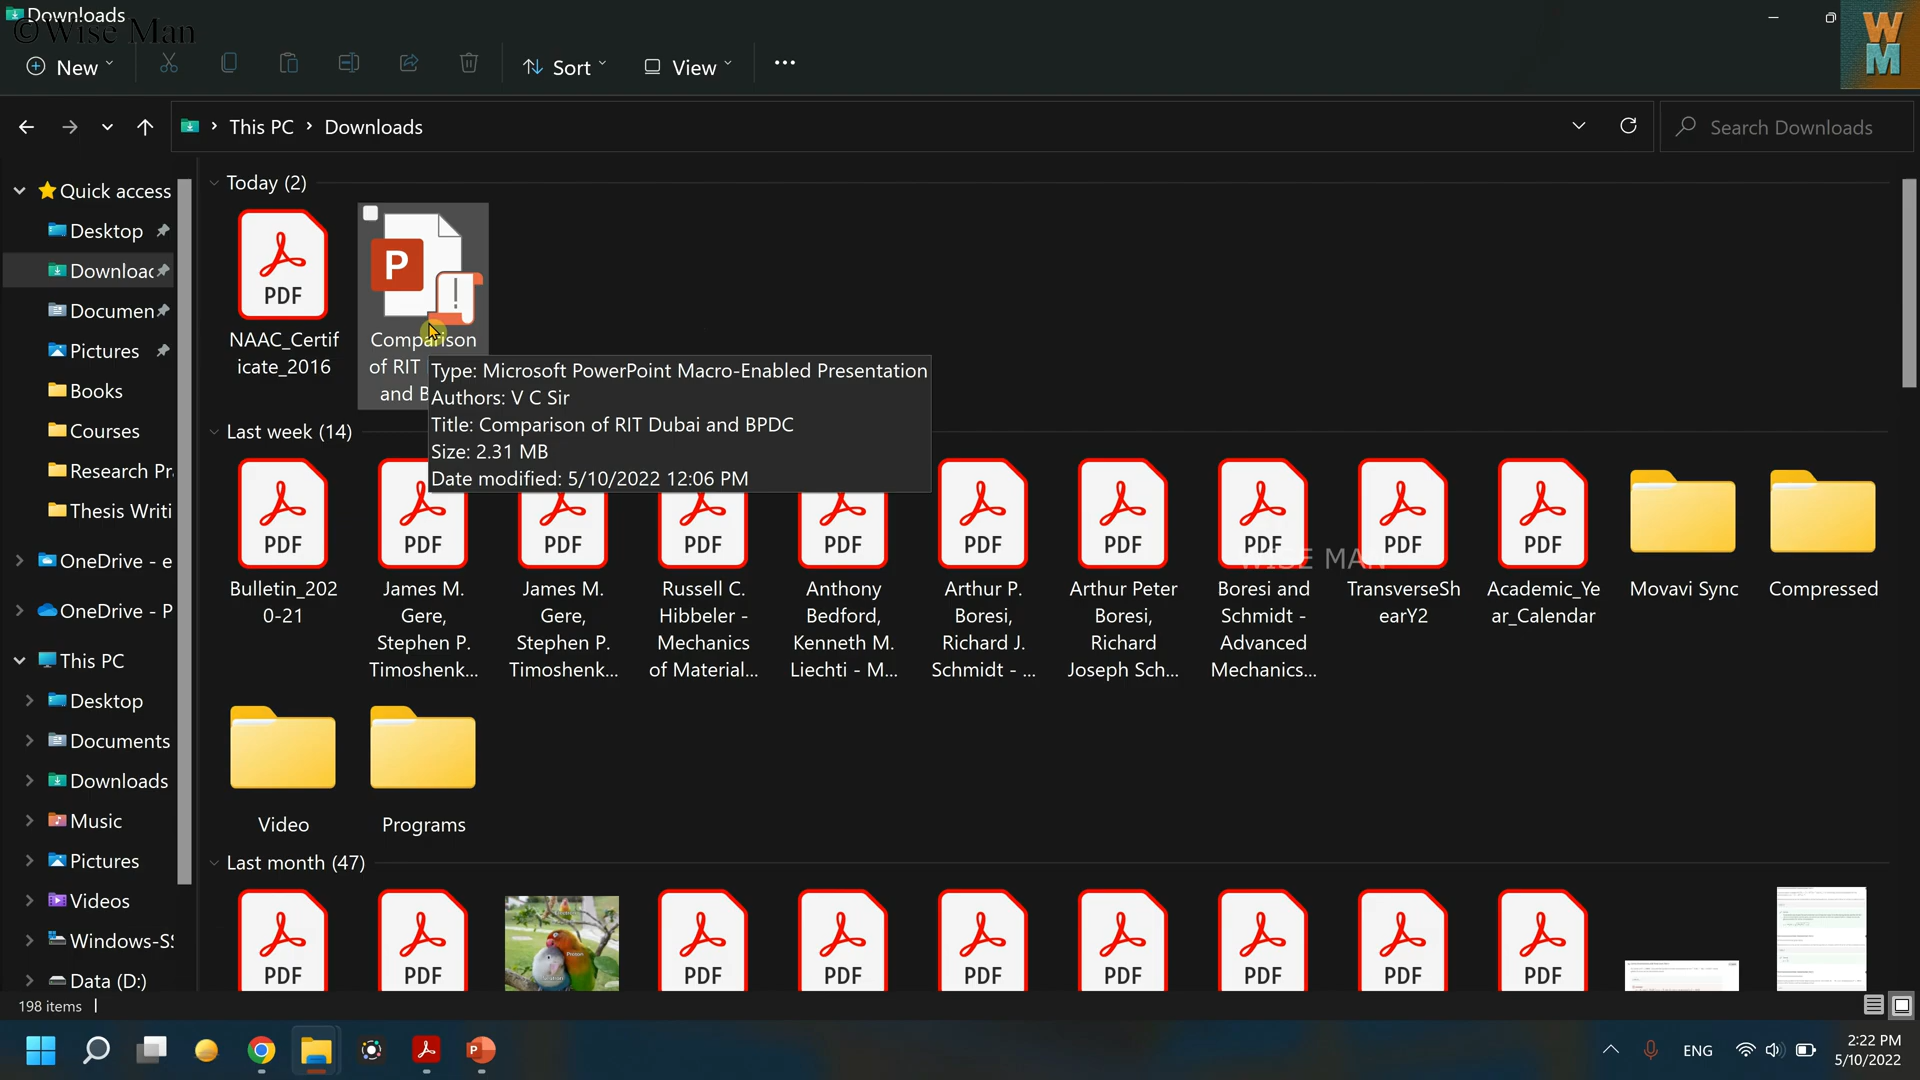 Downloads
©Wise Man
WM
New
Sort
View
This PC
Downloads
Search Downloads
Quick access
Desktop
Downloac
Documen
Pictures
Books
Courses
Research Pr
Thesis Writi
OneDrive - e
OneDrive - P
This PC
Desktop
Documents
Downloads
Music
Pictures
Videos
Windows-SS
Data (D:)
Today (2)
PDF
NAAC_Certif
icate_2016
P
Comparison
of RIT
and B
Type: Microsoft PowerPoint Macro-Enabled Presentation
Authors: V C Sir
Title: Comparison of RIT Dubai and BPDC
Size: 2.31 MB
Date modified: 5/10/2022 12:06 PM
Last week (14)
PDF PDF PDF PDF PDF PDF PDF PDF PDF PDF
WISE MAN
Bulletin_202
0-21
James M.
Gere,
Stephen P.
Timoshenk...
James M.
Gere,
Stephen P.
Timoshenk...
Russell C.
Hibbeler -
Mechanics
of Material...
Anthony
Bedford,
Kenneth M.
Liechti - M...
Arthur P.
Boresi,
Richard J.
Schmidt - ...
Arthur Peter
Boresi,
Richard
Joseph Sch...
Boresi and
Schmidt -
Advanced
Mechanics...
TransverseSh
earY2
Academic_Ye
ar_Calendar
Movavi Sync
Compressed
Video
Programs
Last month (47)
PDF PDF PDF PDF PDF PDF PDF PDF PDF
198 items
ENG
2:22 PM
5/10/2022